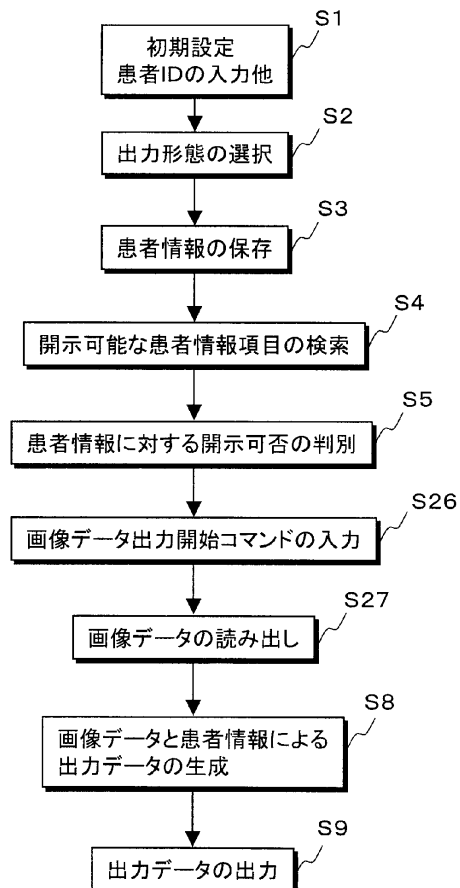 S1
初期設定
患者IDの入力他
S2
出力形態の選択
S3
患者情報の保存
S4
開示可能な患者情報項目の検索
S5
患者情報に対する開示可否の判別
S26
画像データ出力開始コマンドの入力
S27
画像データの読み出し
S8
画像データと患者情報による
出力データの生成
S9
出力データの出力